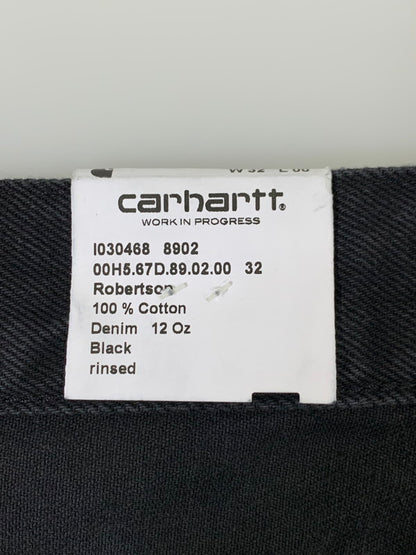 W 32
carhartt.
WORK IN PROGRESS
I030468 8902
00H5.67D.89.02.00 32
Robertson
100 % Cotton
Denim 12 Oz
Black
rinsed